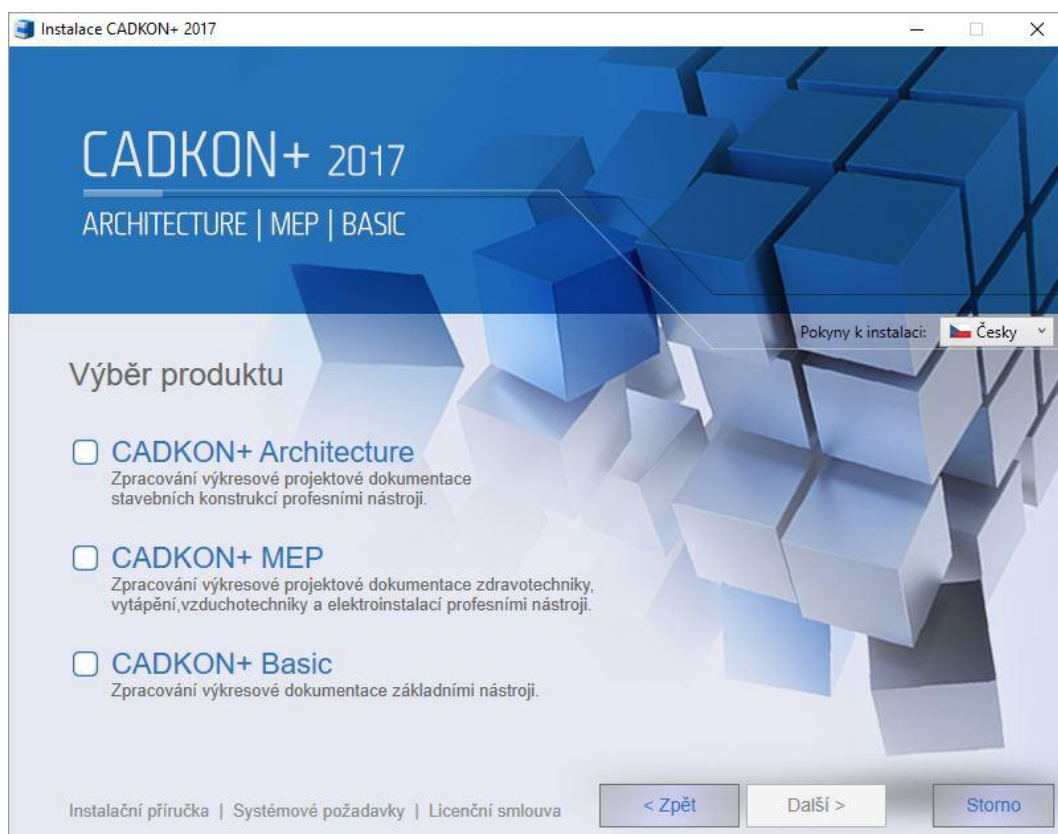 Instalace CADKON+ 2017
CADKON+ 2017
ARCHITECTURE | MEP | BASIC
Pokyny k instalaci: Česky
Výběr produktu
CADKON+ Architecture
Zpracování výkresové projektové dokumentace
stavebních konstrukcí profesními nástroji.
CADKON+ MEP
Zpracování výkresové projektové dokumentace zdravotechniky,
vytápění,vzduchotechniky a elektroinstalací profesními nástroji.
CADKON+ Basic
Zpracování výkresové dokumentace základními nástroji.
Instalační příručka | Systémové požadavky | Licenční smlouva
< Zpět
Další >
Storno